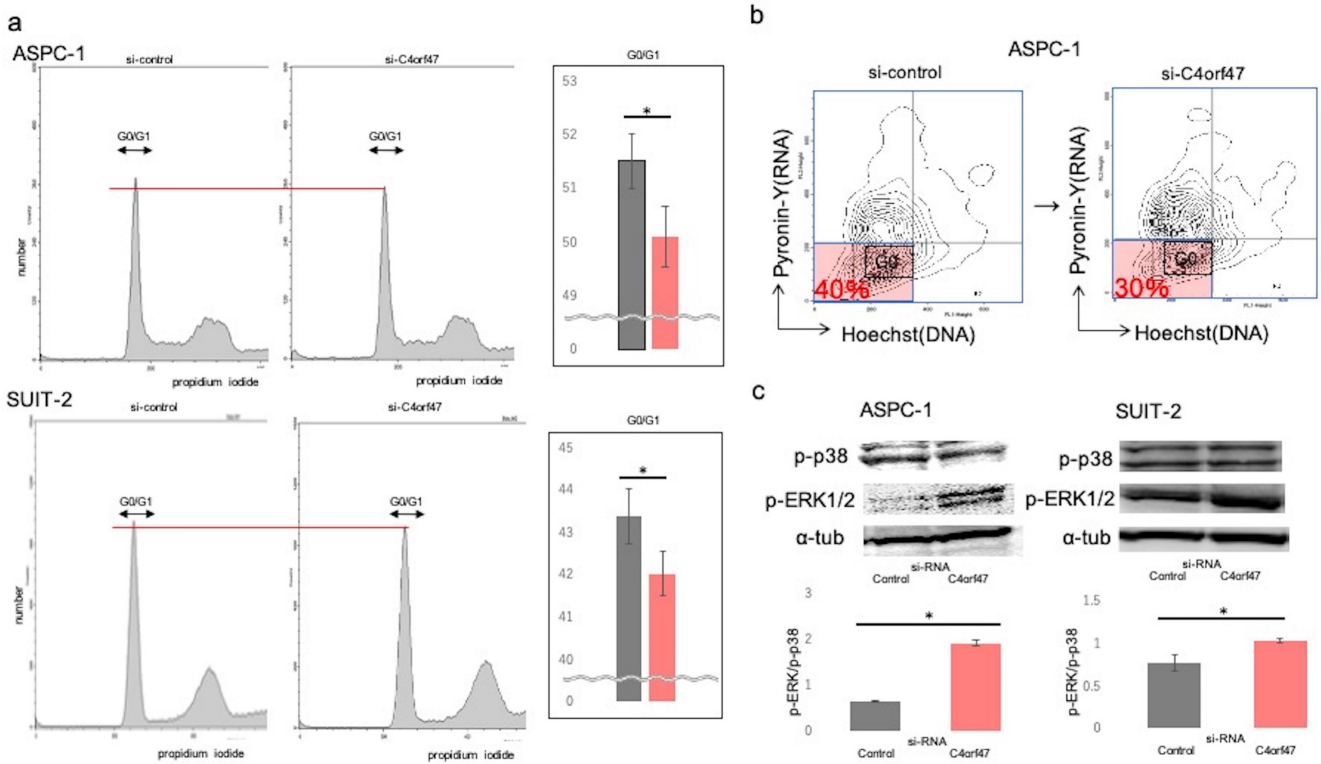 a
ASPC-1
si-control
si-C4orf47
G0/G1
G0/G1
number
200
200
propidium iodide
propidium iodide
G0/G1
53
52
51
50
49
0
*
SUIT-2
si-control
si-C4orf47
G0/G1
G0/G1
number
propidium iodide
propidium iodide
G0/G1
45
44
43
42
41
40
0
*
b
ASPC-1
si-control
si-C4orf47
Pyronin-Y(RNA)
G0
40%
Hoechst(DNA)
→
Pyronin-Y(RNA)
G0
30%
Hoechst(DNA)
c
ASPC-1
SUIT-2
p-p38
p-ERK1/2
α-tub
si-RNA
Control C4orf47
p-p38
p-ERK1/2
α-tub
si-RNA
Control C4orf47
p-ERK/p-p38
3
2
1
0
*
si-RNA
Control C4orf47
p-ERK/p-p38
1.5
1
0.5
0
*
si-RNA
Control C4orf47